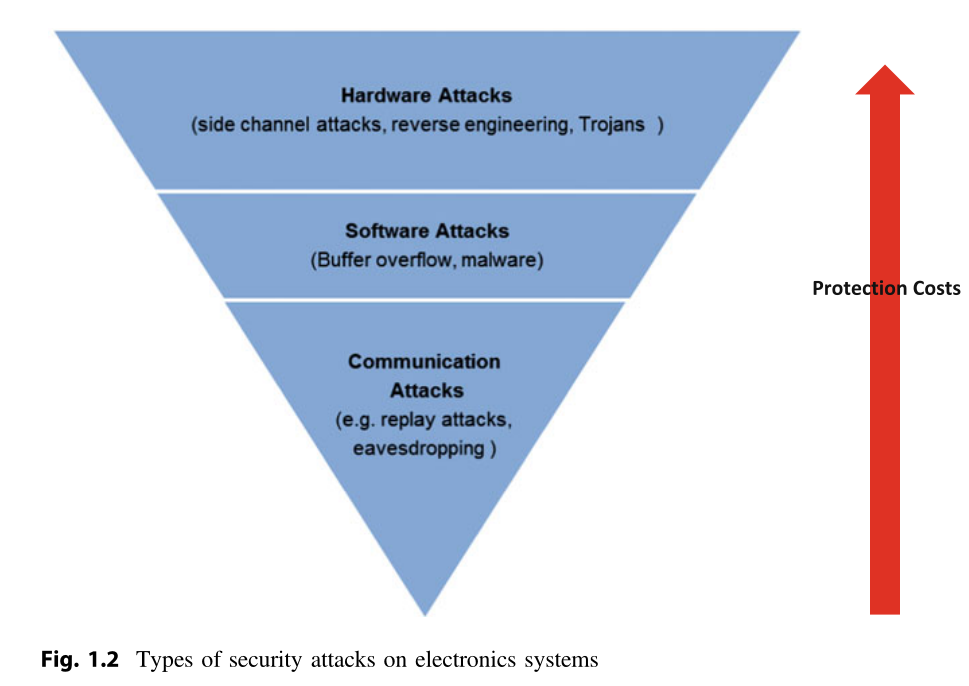 Hardware Attacks
(side channel attacks, reverse engineering, Trojans )
Software Attacks
(Buffer overflow, malware)
Protection Costs
Communication
Attacks
(e.g. replay attacks,
eavesdropping )
Fig. 1.2 Types of security attacks on electronics systems